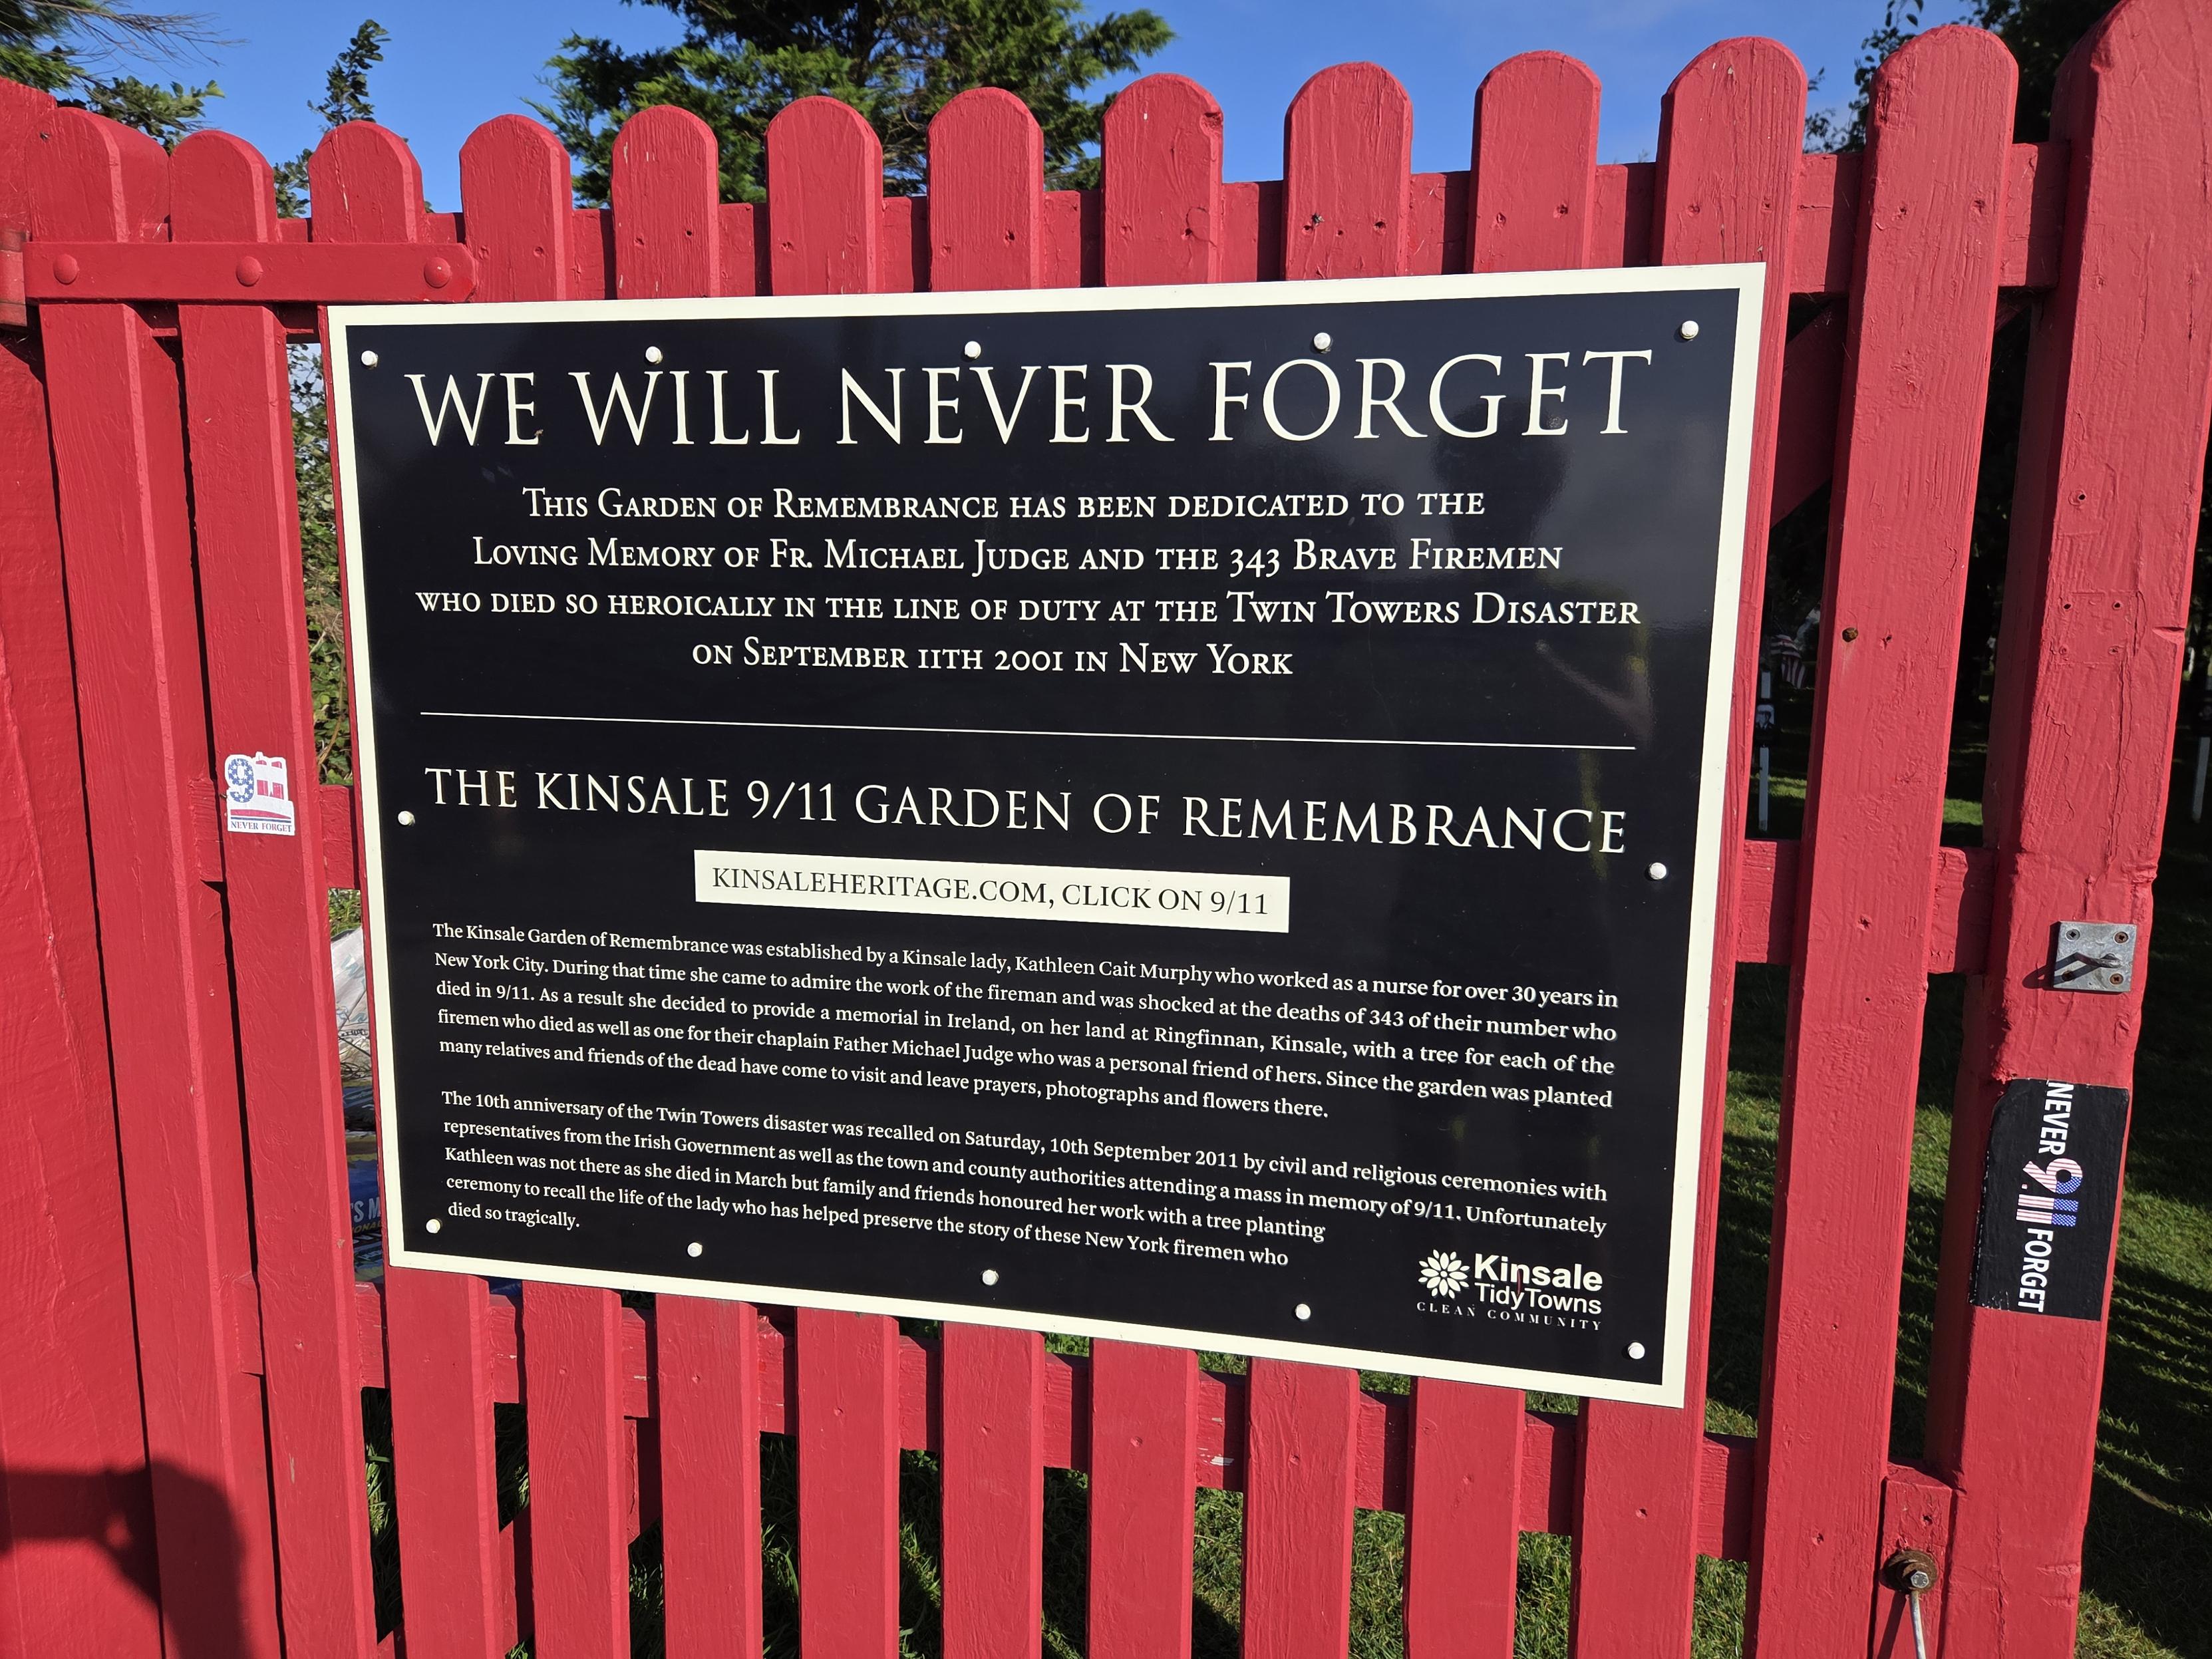 WE WILL NEVER FORGET
THIS GARDEN OF REMEMBRANCE HAS BEEN DEDICATED TO THE
LOVING MEMORY OF FR. MICHAEL JUDGE AND THE 343 BRAVE FIREMEN
WHO DIED SO HEROICALLY IN THE LINE OF DUTY AT THE TWIN TOWERS DISASTER
ON SEPTEMBER 11TH 2001 IN NEW YORK
THE KINSALE 9/11 GARDEN OF REMEMBRANCE
KINSALEHERITAGE.COM, CLICK ON 9/11
The Kinsale Garden of Remembrance was established by a Kinsale lady, Kathleen Cait Murphy who worked as a nurse for over 30 years in
New York City. During that time she came to admire the work of the fireman and was shocked at the deaths of 343 of their number who
died in 9/11. As a result she decided to provide a memorial in Ireland, on her land at Ringfinnan, Kinsale, with a tree for each of the
firemen who died as well as one for their chaplain Father Michael Judge who was a personal friend of hers. Since the garden was planted
many relatives and friends of the dead have come to visit and leave prayers, photographs and flowers there.
The 10th anniversary of the Twin Towers disaster was recalled on Saturday, 10th September 2011 by civil and religious ceremonies with
representatives from the Irish Government as well as the town and county authorities attending a mass in memory of 9/11. Unfortunately
Kathleen was not there as she died in March but family and friends honoured her work with a tree planting
ceremony to recall the life of the lady who has helped preserve the story of these New York firemen who
died so tragically.
Kinsale
TidyTowns
CLEAN COMMUNITY
911
NEVER FORGET
NEVER 911 FORGET